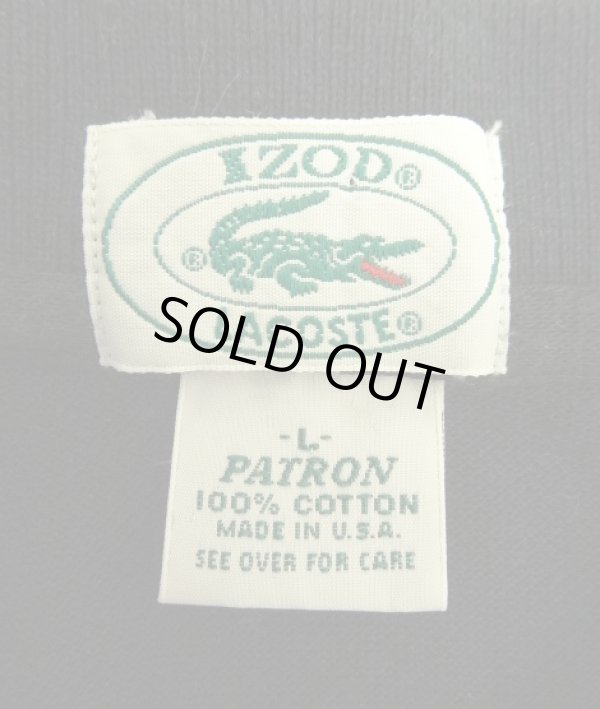 IZOD®
®
LACOSTE®
SOLD OUT
-L-
PATRON
100% COTTON
MADE IN U.S.A.
SEE OVER FOR CARE